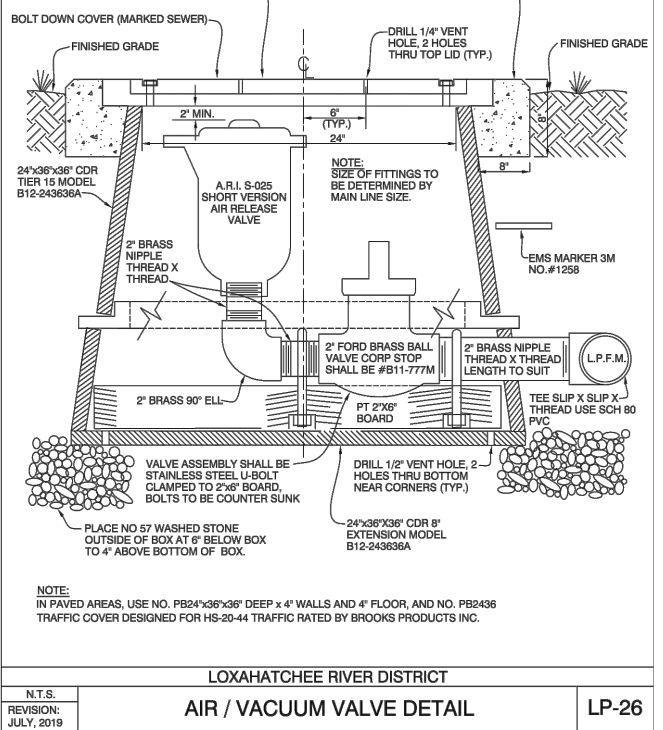 BOLT DOWN COVER (MARKED SEWER)
FINISHED GRADE
DRILL 1/4" VENT
HOLE, 2 HOLES
THRU TOP LID (TYP.)
FINISHED GRADE
C
L
2" MIN.
6"
(TYP.)
24"
8"
8"
NOTE:
SIZE OF FITTINGS TO
BE DETERMINED BY
MAIN LINE SIZE.
24"x36"x36" CDR
TIER 15 MODEL
B12-243636A
A.R.I. S-025
SHORT VERSION
AIR RELEASE
VALVE
2" BRASS
NIPPLE
THREAD X
THREAD
EMS MARKER 3M
NO.#1258
2" FORD BRASS BALL
VALVE CORP STOP
SHALL BE #B11-777M
2" BRASS NIPPLE
THREAD X THREAD
LENGTH TO SUIT
L.P.F.M.
2" BRASS 90° ELL
PT 2"X6"
BOARD
TEE SLIP X SLIP X
THREAD USE SCH 80
PVC
VALVE ASSEMBLY SHALL BE
STAINLESS STEEL U-BOLT
CLAMPED TO 2"x6" BOARD,
BOLTS TO BE COUNTER SUNK
DRILL 1/2" VENT HOLE, 2
HOLES THRU BOTTOM
NEAR CORNERS (TYP.)
PLACE NO 57 WASHED STONE
OUTSIDE OF BOX AT 6" BELOW BOX
TO 4" ABOVE BOTTOM OF BOX.
24"x36"X36" CDR 8"
EXTENSION MODEL
B12-243636A
NOTE:
IN PAVED AREAS, USE NO. PB24"x36"x36" DEEP x 4" WALLS AND 4" FLOOR, AND NO. PB2436
TRAFFIC COVER DESIGNED FOR HS-20-44 TRAFFIC RATED BY BROOKS PRODUCTS INC.
LOXAHATCHEE RIVER DISTRICT
N.T.S.
REVISION:
JULY, 2019
AIR / VACUUM VALVE DETAIL
LP-26